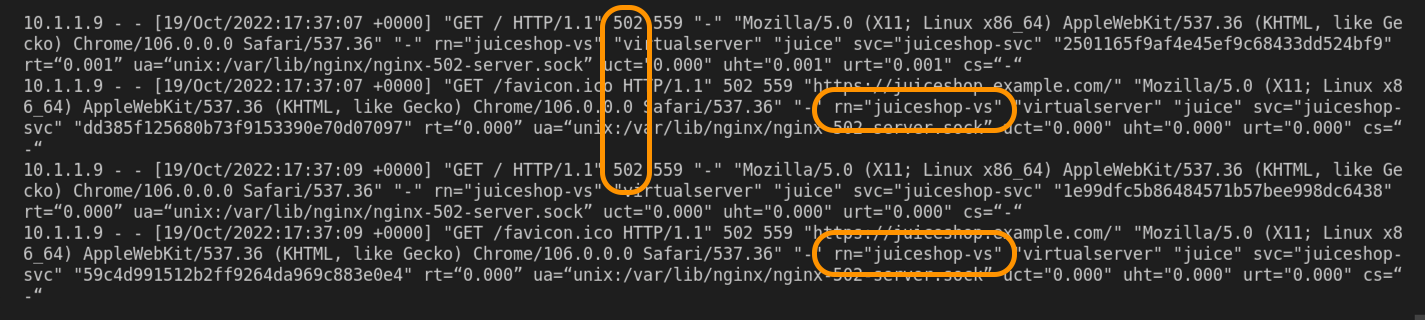 10.1.1.9 - - [19/Oct/2022:17:37:07 +0000] "GET / HTTP/1.1" 502 559 "-" "Mozilla/5.0 (X11; Linux x86_64) AppleWebKit/537.36 (KHTML, like Ge
cko) Chrome/106.0.0.0 Safari/537.36" "-" rn="juiceshop-vs" "virtualserver" "juice" svc="juiceshop-svc" "2501165f9af4e45ef9c68433dd524bf9"
rt=“0.001” ua=“unix:/var/lib/nginx/nginx-502-server.sock” uct="0.000" uht="0.001" urt="0.001" cs=“-“
10.1.1.9 - - [19/Oct/2022:17:37:07 +0000] "GET /favicon.ico HTTP/1.1" 502 559 "https://juiceshop.example.com/" "Mozilla/5.0 (X11; Linux x8
6_64) AppleWebKit/537.36 (KHTML, like Gecko) Chrome/106.0.0.0 Safari/537.36" "-" rn="juiceshop-vs" "virtualserver" "juice" svc="juiceshop-
svc" "dd385f125680b73f9153390e70d07097" rt=“0.000” ua=“unix:/var/lib/nginx/nginx-502-server.sock” uct="0.000" uht="0.000" urt="0.000" cs=“
-“
10.1.1.9 - - [19/Oct/2022:17:37:09 +0000] "GET / HTTP/1.1" 502 559 "-" "Mozilla/5.0 (X11; Linux x86_64) AppleWebKit/537.36 (KHTML, like Ge
cko) Chrome/106.0.0.0 Safari/537.36" "-" rn="juiceshop-vs" "virtualserver" "juice" svc="juiceshop-svc" "1e99dfc5b86484571b57bee998dc6438"
rt=“0.000” ua=“unix:/var/lib/nginx/nginx-502-server.sock” uct="0.000" uht="0.000" urt="0.000" cs=“-“
10.1.1.9 - - [19/Oct/2022:17:37:09 +0000] "GET /favicon.ico HTTP/1.1" 502 559 "https://juiceshop.example.com/" "Mozilla/5.0 (X11; Linux x8
6_64) AppleWebKit/537.36 (KHTML, like Gecko) Chrome/106.0.0.0 Safari/537.36" "-" rn="juiceshop-vs" "virtualserver" "juice" svc="juiceshop-
svc" "59c4d991512b2ff9264da969c883e0e4" rt=“0.000” ua=“unix:/var/lib/nginx/nginx-502-server.sock” uct="0.000" uht="0.000" urt="0.000" cs=“
-“